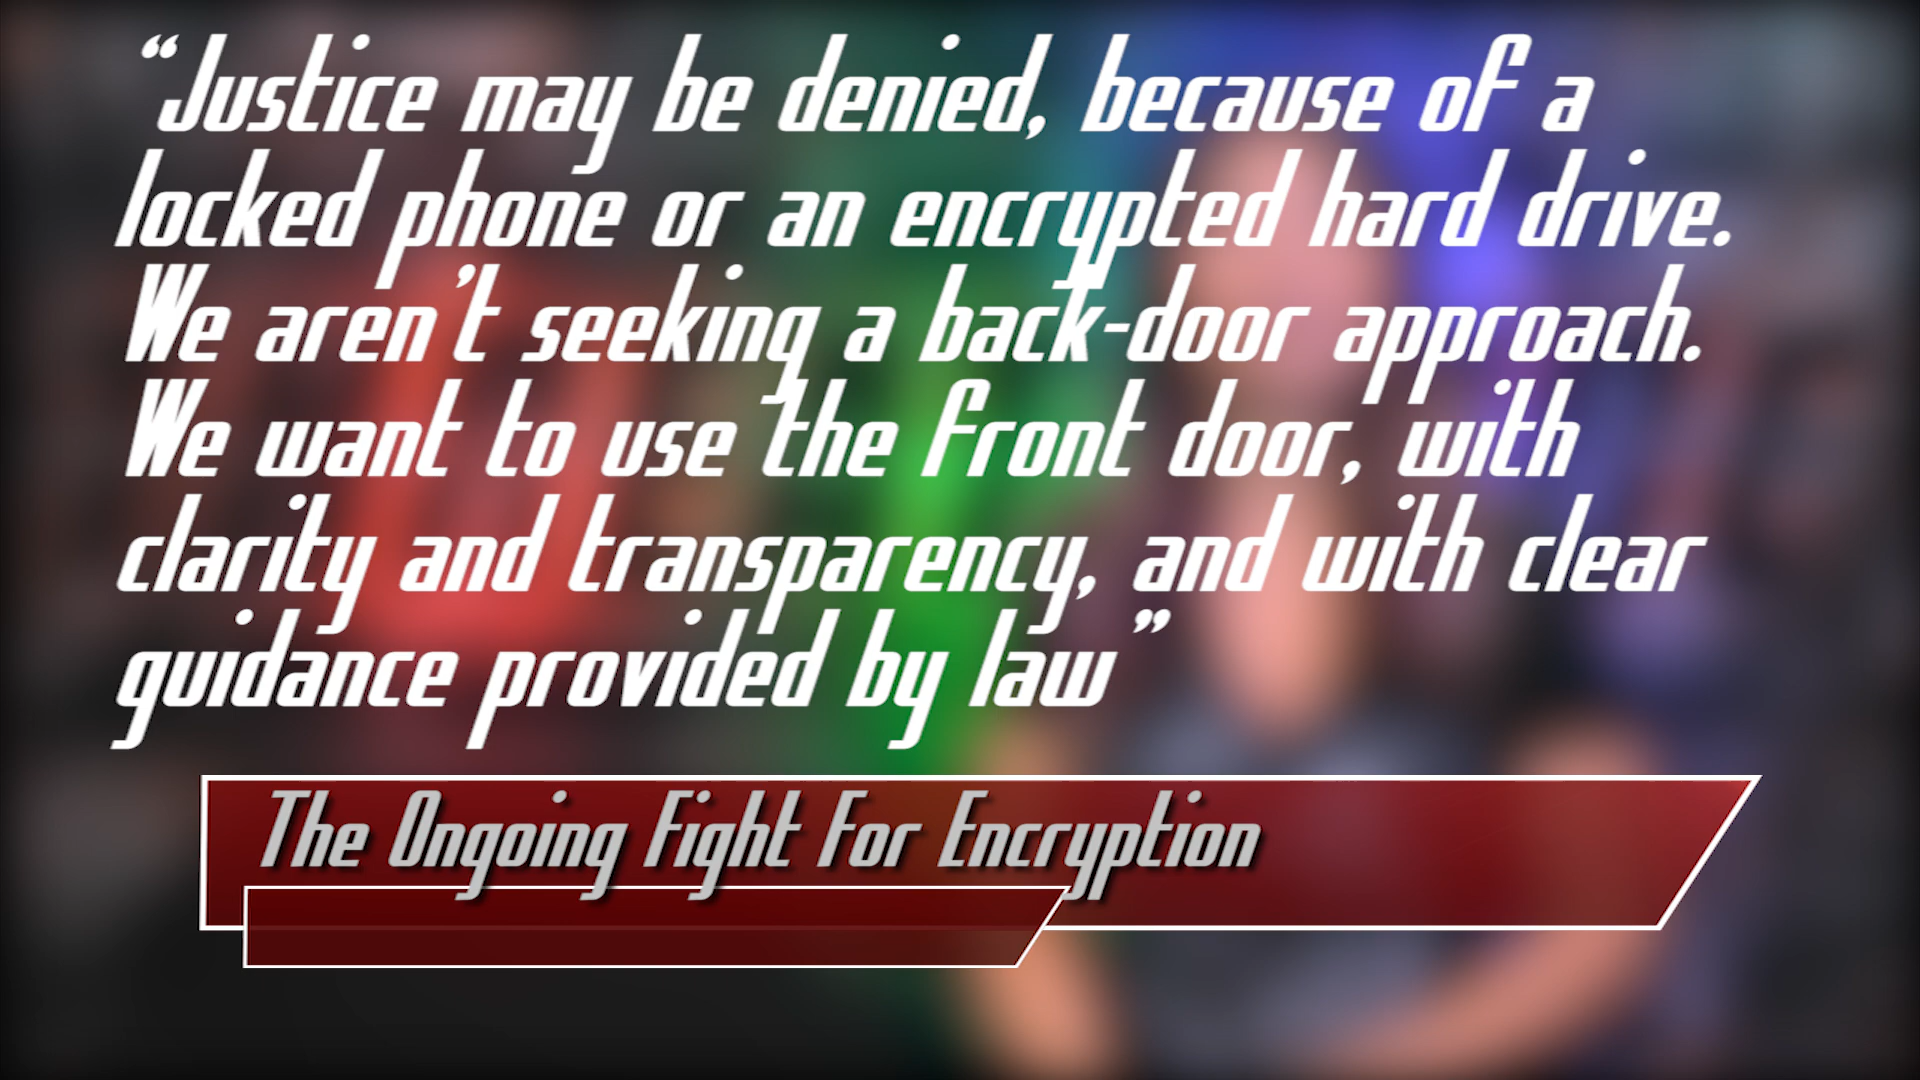 “Justice may be denied, because of a
locked phone or an encrypted hard drive.
We aren’t seeking a back-door approach.
We want to use the front door, with
clarity and transparency, and with clear
guidance provided by law”
The Ongoing Fight For Encryption